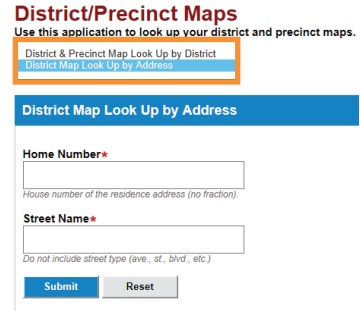 District/Precinct Maps
Use this application to look up your district and precinct maps.
District & Precinct Map Look Up by District
District Map Look Up by Address
District Map Look Up by Address
Home Number*
House number of the residence address (no fraction).
Street Name*
Do not include street type (ave., st., blvd., etc.)
Submit Reset